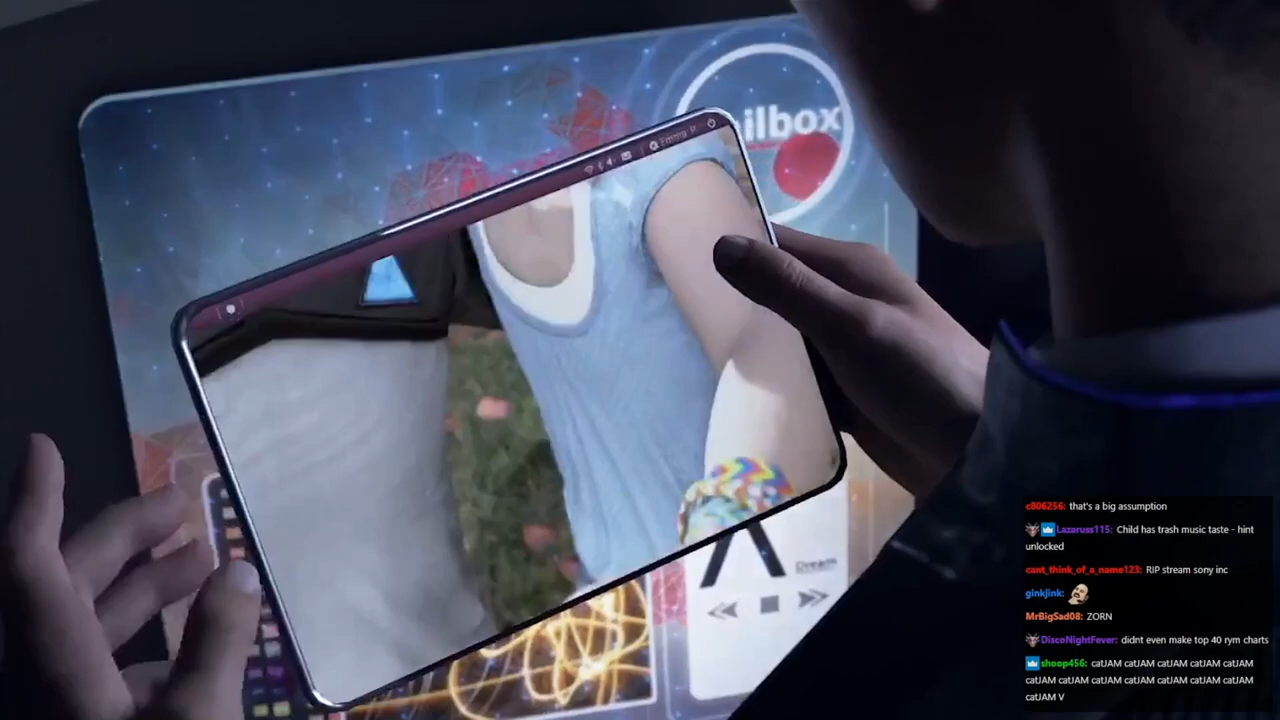 ilbox
Emma P
Dream
c806256: that's a big assumption
Lazaruss115: Child has trash music taste - hint
unlocked
cant_think_of_a_name123: RIP stream sony inc
ginkjink:
MrBigSad08: ZORN
DiscoNightFever: didnt even make top 40 rym charts
shoop456: catJAM catJAM catJAM catJAM catJAM
catJAM catJAM catJAM catJAM catJAM catJAM catJAM
catJAM V